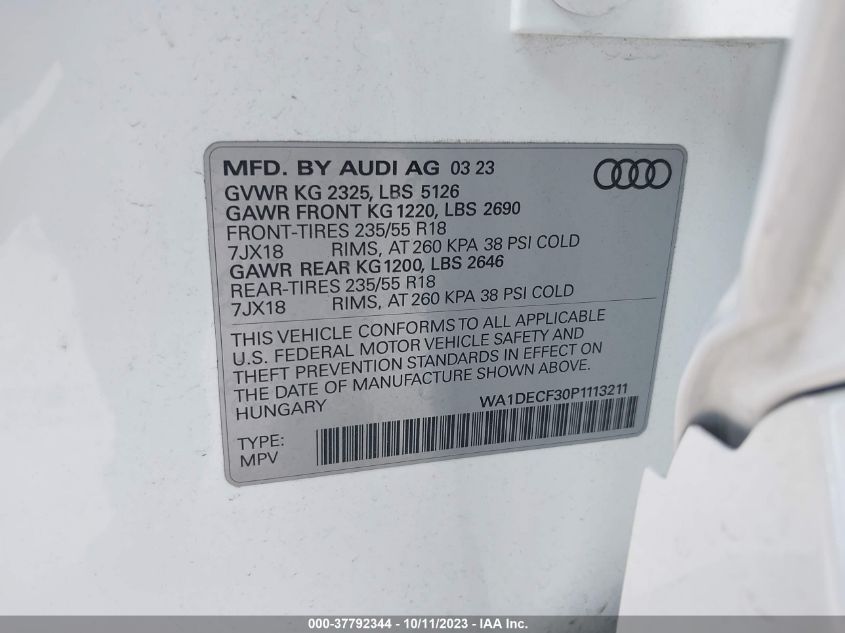 MFD. BY AUDI AG 03 23
GVWR KG 2325, LBS 5126
GAWR FRONT KG1220, LBS 2690
FRONT-TIRES 235/55 R18
7JX18 RIMS, AT 260 KPA 38 PSI COLD
GAWR REAR KG1200, LBS 2646
REAR-TIRES 235/55 R18
7JX18 RIMS, AT 260 KPA 38 PSI COLD
THIS VEHICLE CONFORMS TO ALL APPLICABLE
U.S. FEDERAL MOTOR VEHICLE SAFETY AND
THEFT PREVENTION STANDARDS IN EFFECT ON
THE DATE OF MANUFACTURE SHOWN ABOVE.
HUNGARY WA1DECF30P1113211
TYPE:
MPV
000-37792344 | 10/11/2023 - IAA Inc.